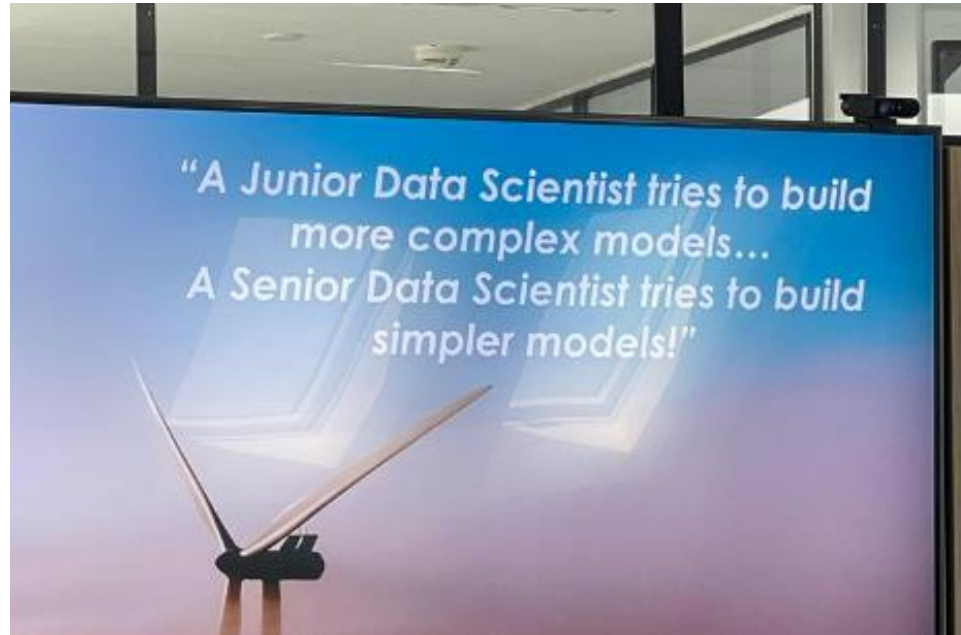 "A Junior Data Scientist tries to build
more complex models...
A Senior Data Scientist tries to build
simpler models!"